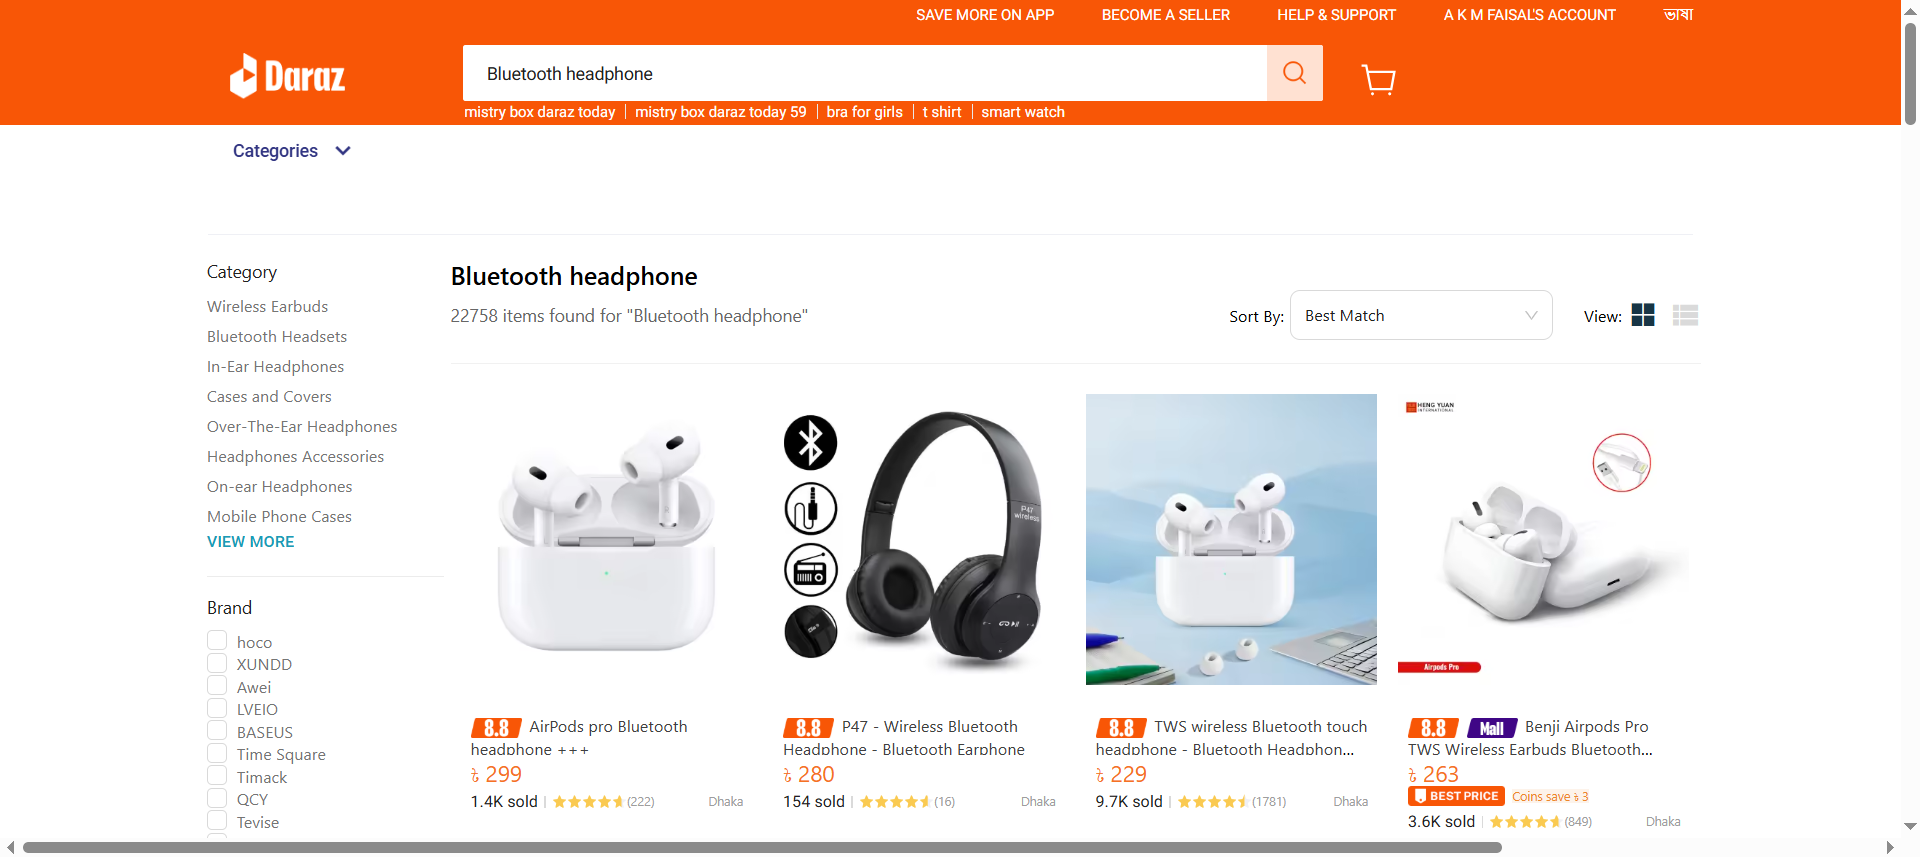 SAVE MORE ON APP BECOME A SELLER HELP & SUPPORT A K M FAISAL'S ACCOUNT ভাষা
Daraz
Bluetooth headphone
mistry box daraz today mistry box daraz today 59 bra for girls t shirt smart watch
Categories
Category
Wireless Earbuds
Bluetooth Headsets
In-Ear Headphones
Cases and Covers
Over-The-Ear Headphones
Headphones Accessories
On-ear Headphones
Mobile Phone Cases
VIEW MORE
Brand
hoco
XUNDD
Awei
LVEIO
BASEUS
Time Square
Timack
QCY
Tevise
Bluetooth headphone
22758 items found for "Bluetooth headphone"
Sort By: Best Match View:
P47
wireless
HENG YUAN
INTERNATIONAL
Airpods Pro
8.8 AirPods pro Bluetooth
headphone +++
৳ 299
1.4K sold (222) Dhaka
8.8 P47 - Wireless Bluetooth
Headphone - Bluetooth Earphone
৳ 280
154 sold (16) Dhaka
8.8 TWS wireless Bluetooth touch
headphone - Bluetooth Headphon...
৳ 229
9.7K sold (1781) Dhaka
8.8 Mall Benji Airpods Pro
TWS Wireless Earbuds Bluetooth...
৳ 263
BEST PRICE Coins save ৳ 3
3.6K sold (849) Dhaka